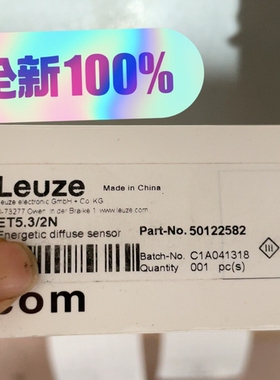 全新100%
Leuze
Made in China
Leuze electronic GmbH + Co. KG
D-73277 Owen In der Braike 1 www.leuze.com
ET5.3/2N
Energetic diffuse sensor
Part-No. 50122582
Batch-No. C1A041318
Quantity 001 pc(s)
com